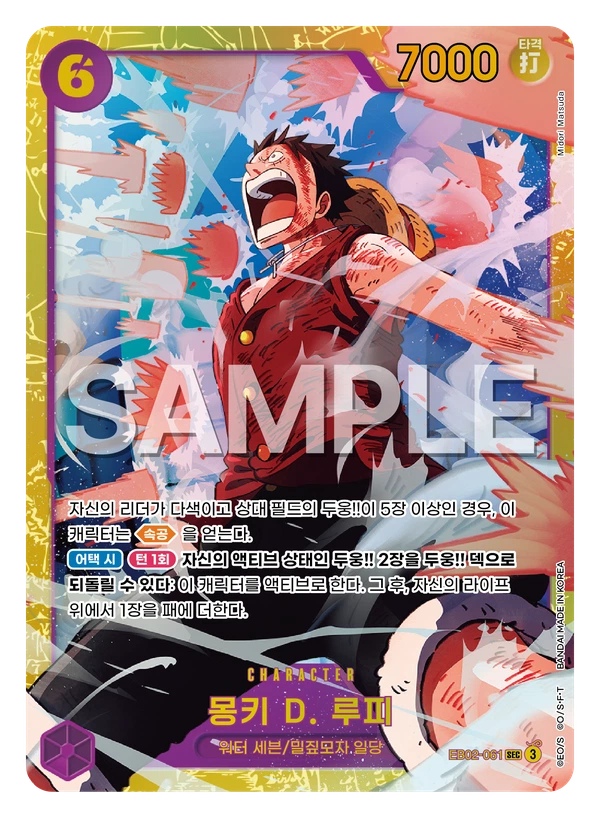 6
7000
타격
打
Midori Matsuda
SAMPLE
자신의 리더가 다색이고 상대 필드의 두웅!!이 5장 이상인 경우, 이
캐릭터는 속공 을 얻는다.
어택 시 턴 1회 자신의 액티브 상태인 두웅!! 2장을 두웅!! 덱으로
되돌릴 수 있다: 이 캐릭터를 액티브로 한다. 그 후, 자신의 라이프
위에서 1장을 패에 더한다.
CHARACTER
몽키 D. 루피
워터 세븐/밀짚모자 일당
EB02-061 SEC 3
©EO/S ©O/S·F·T BANDAI MADE IN KOREA